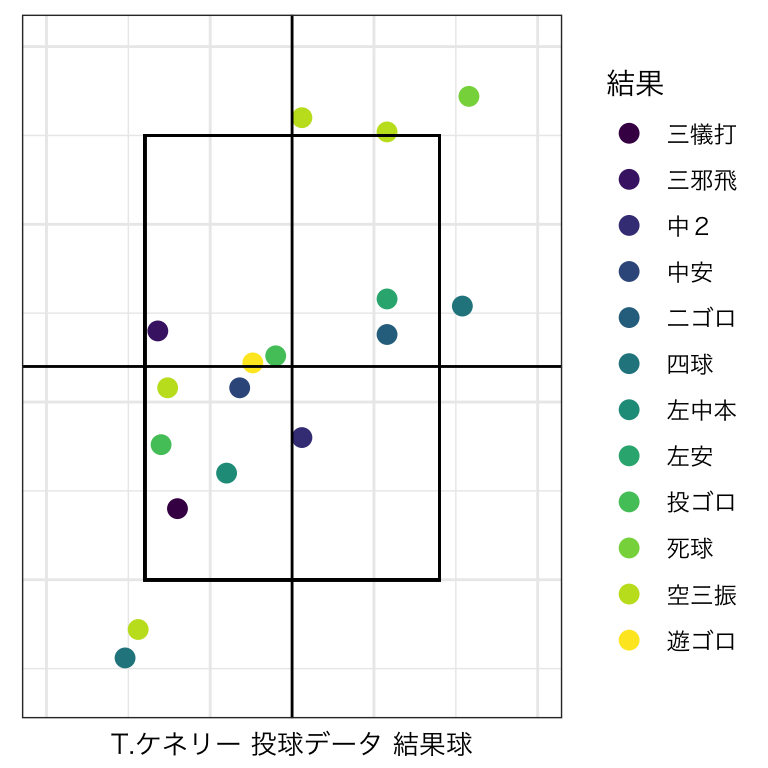 結果
三犠打
三邪飛
中２
中安
二ゴロ
四球
左中本
左安
投ゴロ
死球
空三振
遊ゴロ
T.ケネリー 投球データ 結果球